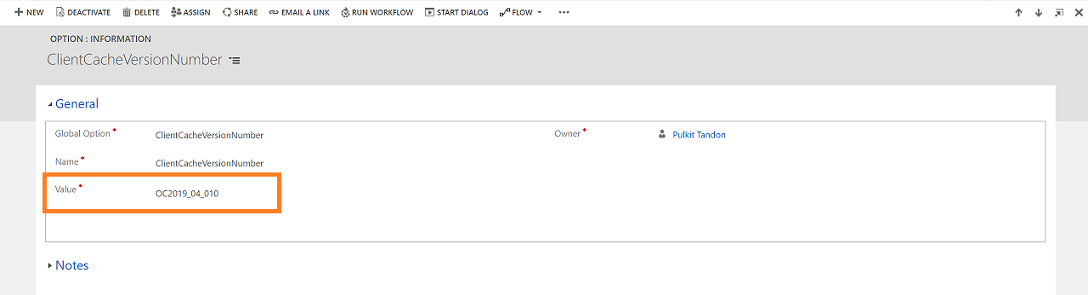 NEW DEACTIVATE DELETE ASSIGN SHARE EMAIL A LINK RUN WORKFLOW START DIALOG FLOW ...
OPTION : INFORMATION
ClientCacheVersionNumber
General
Global Option * ClientCacheVersionNumber Owner * Pulkit Tandon
Name * ClientCacheVersionNumber
Value * OC2019_04_010
Notes